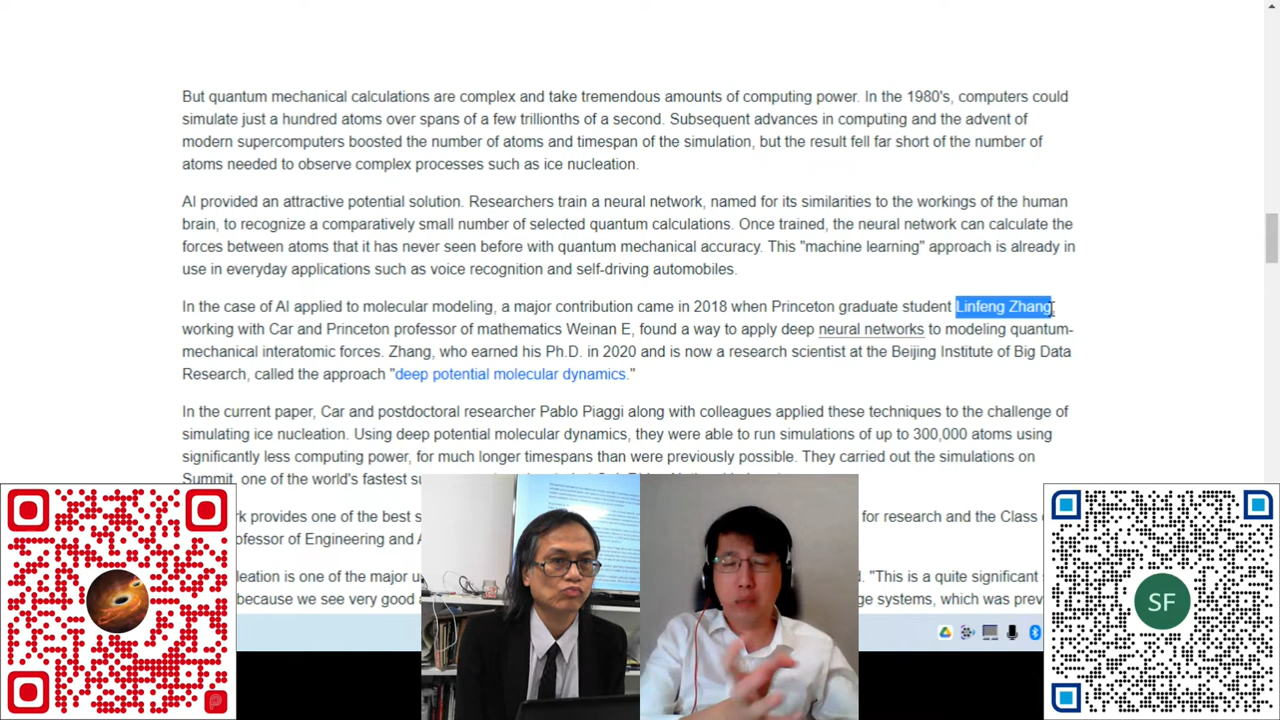 But quantum mechanical calculations are complex and take tremendous amounts of computing power. In the 1980's, computers could
simulate just a hundred atoms over spans of a few trillionths of a second. Subsequent advances in computing and the advent of
modern supercomputers boosted the number of atoms and timespan of the simulation, but the result fell far short of the number of
atoms needed to observe complex processes such as ice nucleation.
AI provided an attractive potential solution. Researchers train a neural network, named for its similarities to the workings of the human
brain, to recognize a comparatively small number of selected quantum calculations. Once trained, the neural network can calculate the
forces between atoms that it has never seen before with quantum mechanical accuracy. This "machine learning" approach is already in
use in everyday applications such as voice recognition and self-driving automobiles.
In the case of AI applied to molecular modeling, a major contribution came in 2018 when Princeton graduate student Linfeng Zhang,
working with Car and Princeton professor of mathematics Weinan E, found a way to apply deep neural networks to modeling quantum-
mechanical interatomic forces. Zhang, who earned his Ph.D. in 2020 and is now a research scientist at the Beijing Institute of Big Data
Research, called the approach "deep potential molecular dynamics."
In the current paper, Car and postdoctoral researcher Pablo Piaggi along with colleagues applied these techniques to the challenge of
simulating ice nucleation. Using deep potential molecular dynamics, they were able to run simulations of up to 300,000 atoms using
significantly less computing power, for much longer timespans than were previously possible. They carried out the simulations on
Summit, one of the world's fastest
provides one of the best for research and the Class
of Engineering and
is one of the major "This is a quite significant
because we see very good systems, which was
SF